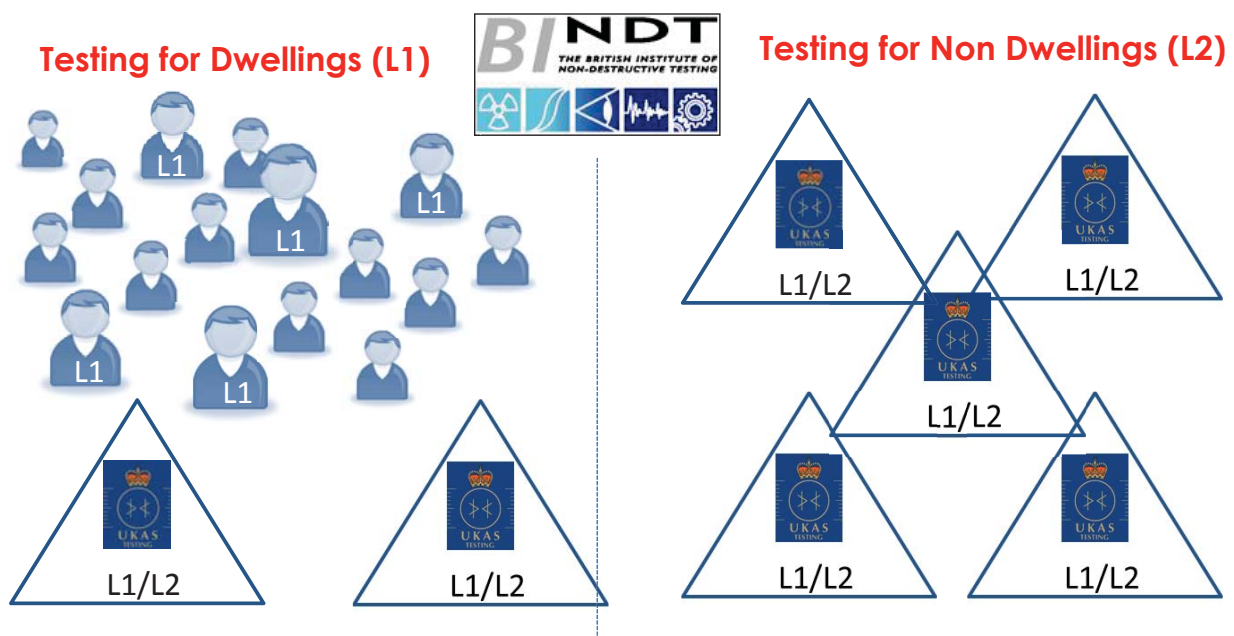 Testing for Dwellings (L1)
BINDT
THE BRITISH INSTITUTE OF
NON-DESTRUCTIVE TESTING
Testing for Non Dwellings (L2)
L1
L1
L1
L1
L1
UKAS
TESTING
L1/L2
UKAS
TESTING
L1/L2
UKAS
TESTING
L1/L2
UKAS
TESTING
L1/L2
UKAS
TESTING
L1/L2
UKAS
TESTING
L1/L2
UKAS
TESTING
L1/L2